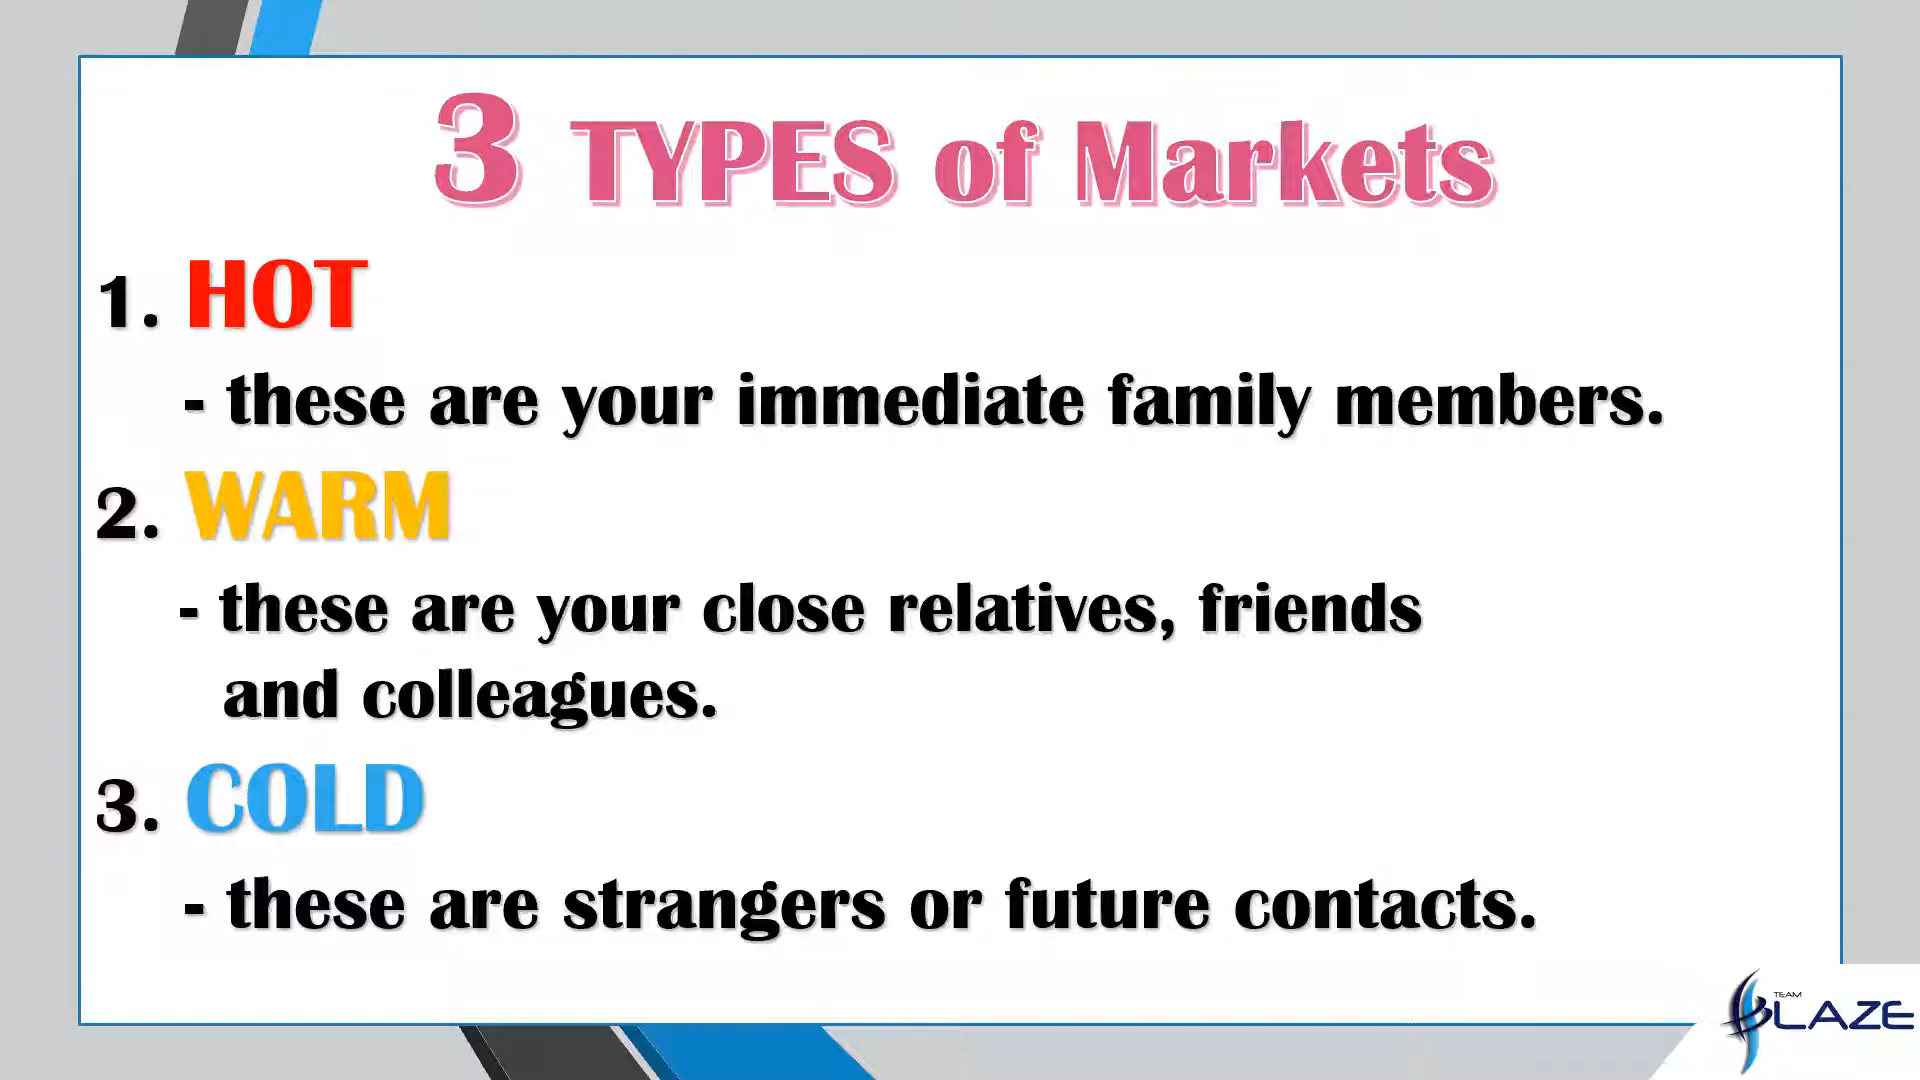 3 TYPES of Markets
1. HOT
- these are your immediate family members.
2. WARM
- these are your close relatives, friends
and colleagues.
3. COLD
- these are strangers or future contacts.
TEAM
BLAZE